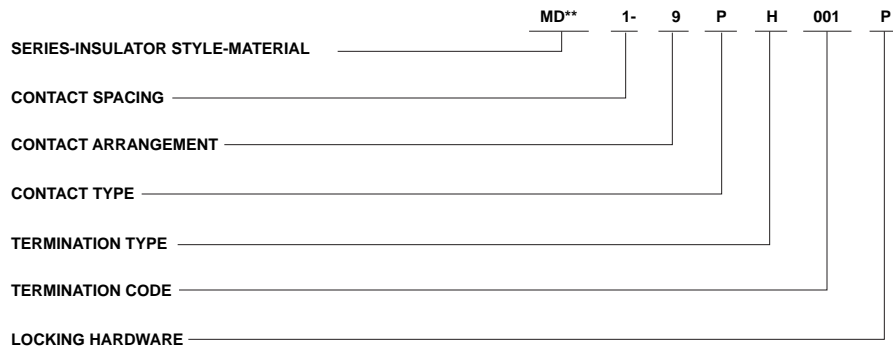 MD** 1- 9 P H 001 P
SERIES-INSULATOR STYLE-MATERIAL
CONTACT SPACING
CONTACT ARRANGEMENT
CONTACT TYPE
TERMINATION TYPE
TERMINATION CODE
LOCKING HARDWARE